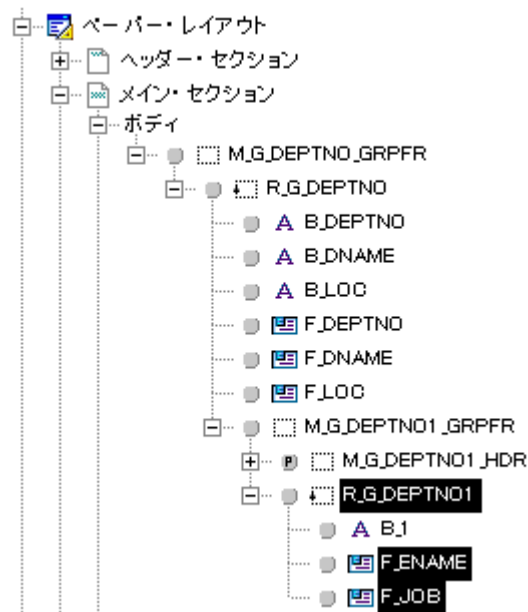 ペーパー・レイアウト
ヘッダー・セクション
メイン・セクション
ボディ
M_G_DEPTNO_GRPFR
R_G_DEPTNO
A B_DEPTNO
A B_DNAME
A B_LOC
F_DEPTNO
F_DNAME
F_LOC
M_G_DEPTNO1_GRPFR
P M_G_DEPTNO1_HDR
R_G_DEPTNO1
A B_1
F_ENAME
F_JOB